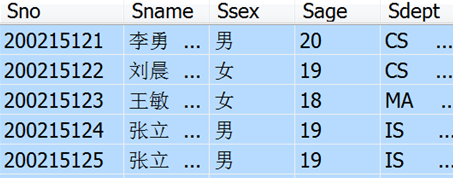 Sno Sname Ssex Sage Sdept
200215121 李勇 ... 男 20 CS ...
200215122 刘晨 ... 女 19 CS ...
200215123 王敏 ... 女 18 MA ...
200215124 张立 ... 男 19 IS ...
200215125 张立 ... 男 19 IS ...